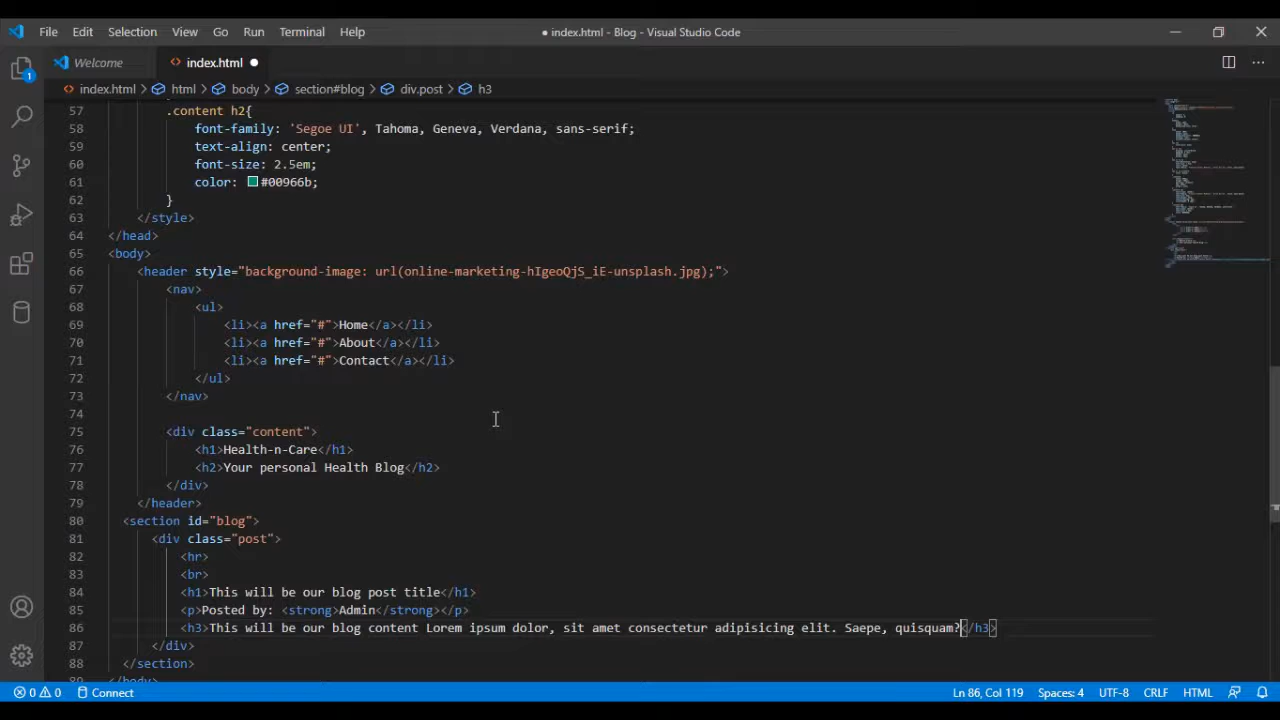 File Edit Selection View Go Run Terminal Help ● index.html - Blog - Visual Studio Code
Welcome <> index.html ●
<> index.html > html > body > section#blog > div.post > h3
57 .content h2{
58 font-family: 'Segoe UI', Tahoma, Geneva, Verdana, sans-serif;
59 text-align: center;
60 font-size: 2.5em;
61 color: #00966b;
62 }
63 </style>
64 </head>
65 <body>
66 <header style="background-image: url(online-marketing-hIgeoQjS_iE-unsplash.jpg);">
67 <nav>
68 <ul>
69 <li><a href="#">Home</a></li>
70 <li><a href="#">About</a></li>
71 <li><a href="#">Contact</a></li>
72 </ul>
73 </nav>
74
75 <div class="content">
76 <h1>Health-n-Care</h1>
77 <h2>Your personal Health Blog</h2>
78 </div>
79 </header>
80 <section id="blog">
81 <div class="post">
82 <hr>
83 <br>
84 <h1>This will be our blog post title</h1>
85 <p>Posted by: <strong>Admin</strong></p>
86 <h3>This will be our blog content Lorem ipsum dolor, sit amet consectetur adipisicing elit. Saepe, quisquam?</h3>
87 </div>
88 </section>
89 </body>
0 0 Connect Ln 86, Col 119 Spaces: 4 UTF-8 CRLF HTML